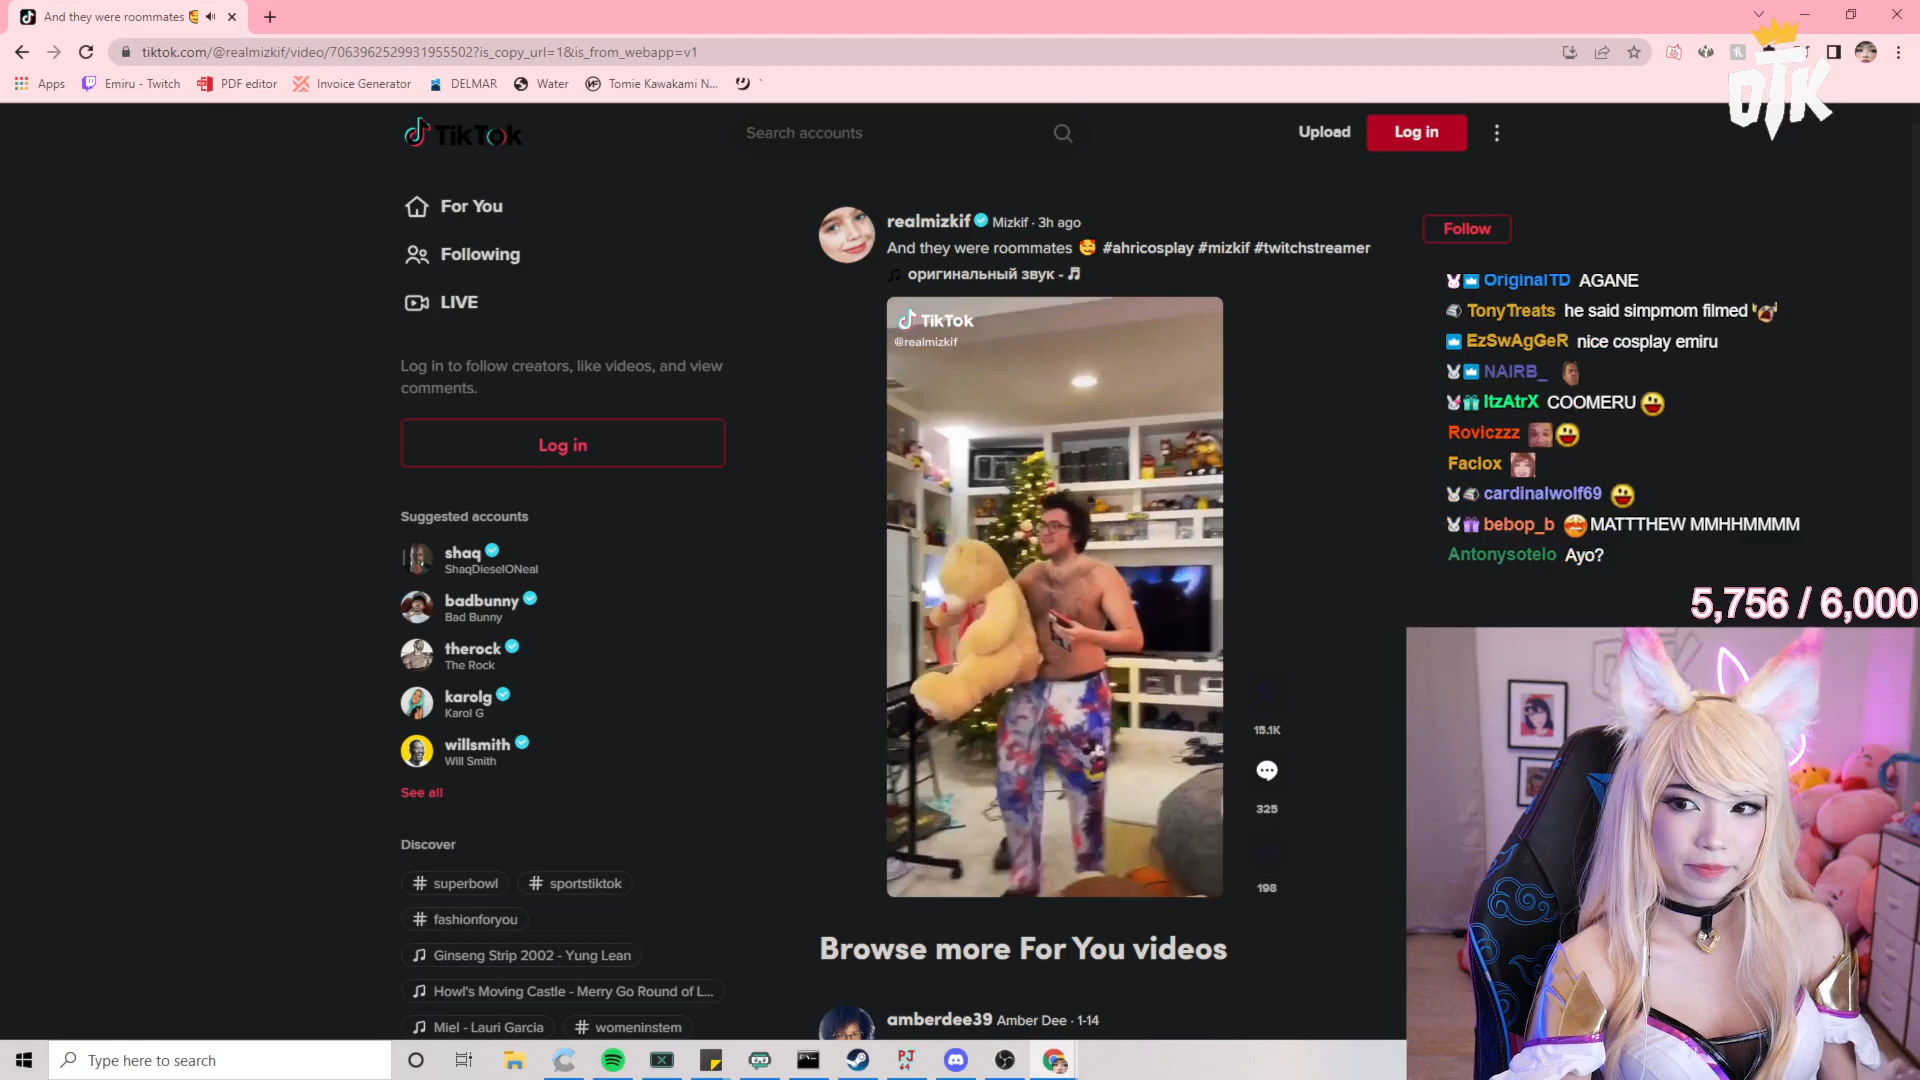 And they were roommates
tiktok.com/@realmizkif/video/7063962529931955502?is_copy_url=1&is_from_webapp=v1
Apps
Emiru - Twitch
PDF editor
Invoice Generator
DELMAR
Water
Tomie Kawakami N...
OTK
TikTok
Search accounts
Upload
Log in
For You
Following
LIVE
Log in to follow creators, like videos, and view
comments.
Log in
Suggested accounts
shaq
ShaqDieselONeal
badbunny
Bad Bunny
therock
The Rock
karolg
Karol G
willsmith
Will Smith
See all
Discover
# superbowl
# sportstiktok
# fashionforyou
Ginseng Strip 2002 - Yung Lean
Howl's Moving Castle - Merry Go Round of L...
Miel - Lauri Garcia
# womeninstem
realmizkif Mizkif · 3h ago
And they were roommates 🥰 #ahricosplay #mizkif #twitchstreamer
оригинальный звук - 🎵
Follow
TikTok
@realmizkif
15.1K
325
198
Browse more For You videos
amberdee39 Amber Dee · 1-14
OriginalTD AGANE
TonyTreats he said simpmom filmed
EzSwAgGeR nice cosplay emiru
NAIRB_
ItzAtrX COOMERU
Roviczzz
Faclox
cardinalwolf69
bebop_b MATTTHEW MMHHMMMM
Antonysotelo Ayo?
5,756 / 6,000
Type here to search